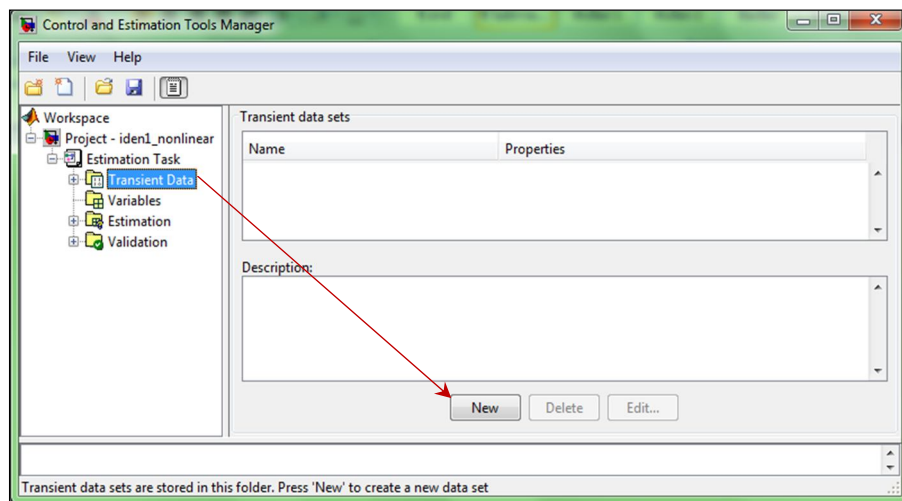 Control and Estimation Tools Manager
File View Help
Workspace
Project - iden1_nonlinear
Estimation Task
Transient Data
Variables
Estimation
Validation
Transient data sets
Name Properties
Description:
New Delete Edit...
Transient data sets are stored in this folder. Press 'New' to create a new data set